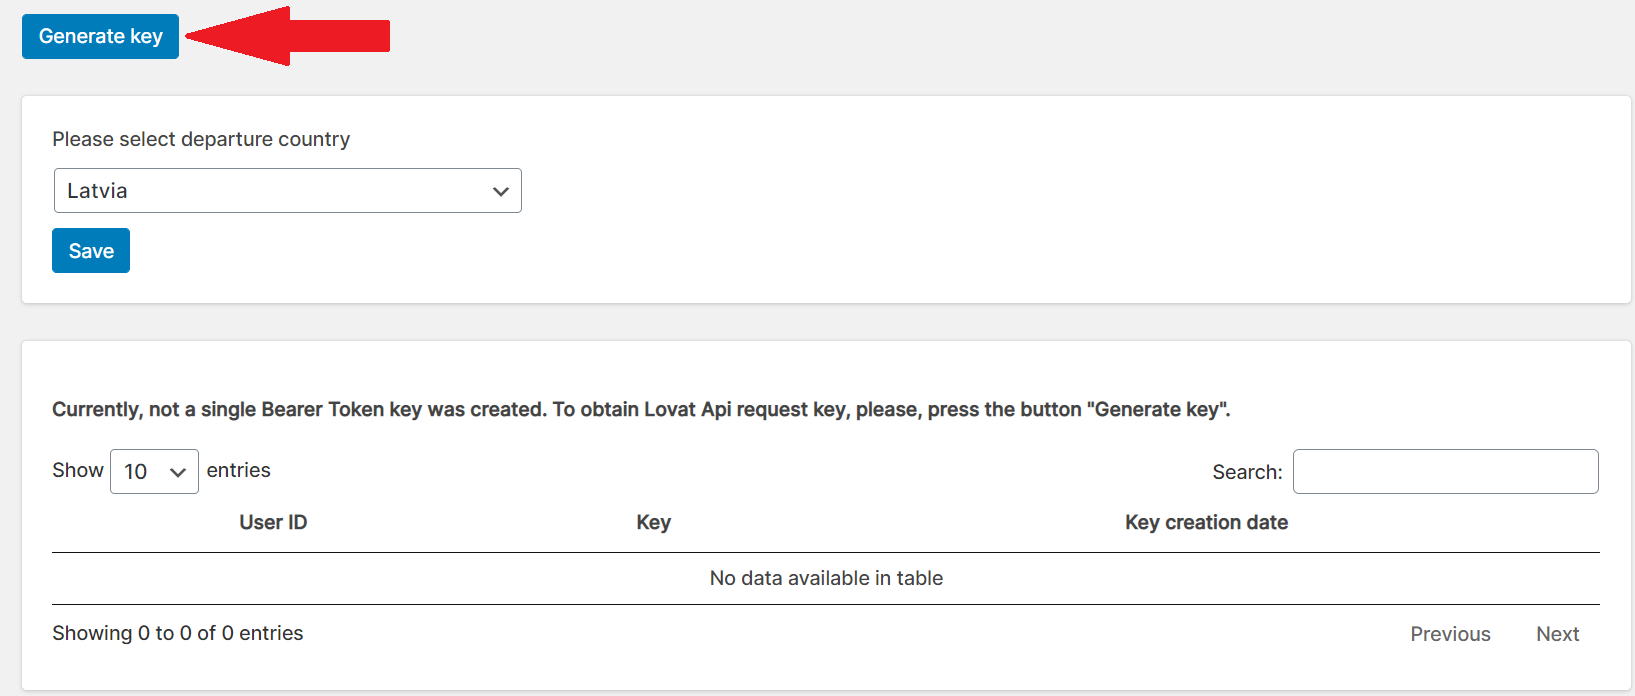 Generate key
Please select departure country
Latvia
Save
Currently, not a single Bearer Token key was created. To obtain Lovat Api request key, please, press the button "Generate key".
Show 10 entries Search:
User ID Key Key creation date
No data available in table
Showing 0 to 0 of 0 entries Previous Next